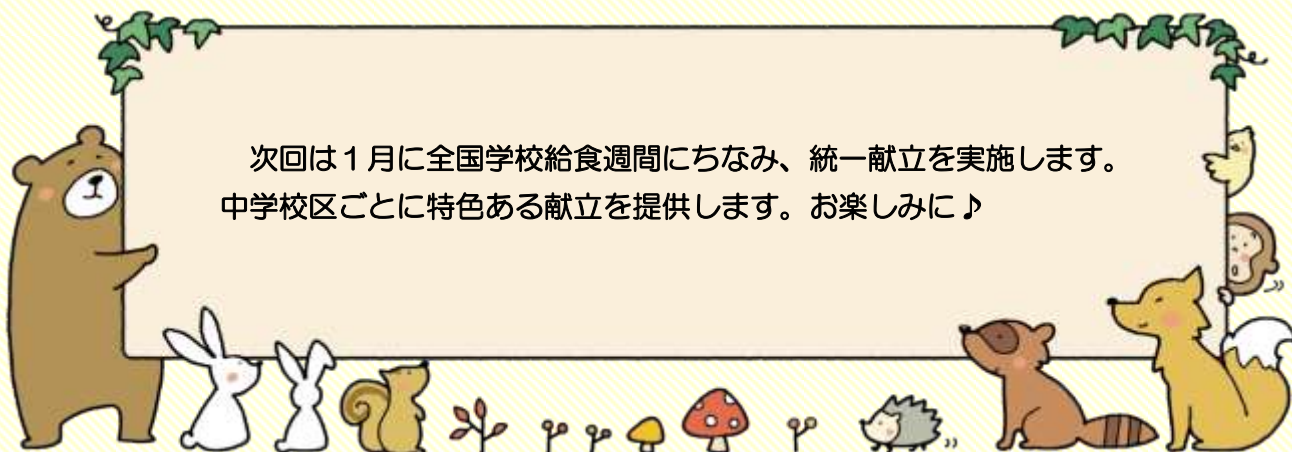 次回は１月に全国学校給食週間にちなみ、統一献立を実施します。
中学校区ごとに特色ある献立を提供します。お楽しみに♪